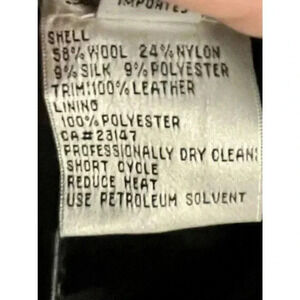 IMPORTED
SHELL
58% WOOL 24% NYLON
9% SILK 9% POLYESTER
TRIM:100% LEATHER
LINING
100% POLYESTER
CA#23147
PROFESSIONALLY DRY CLEAN:
SHORT CYCLE
REDUCE HEAT
USE PETROLEUM SOLVENT